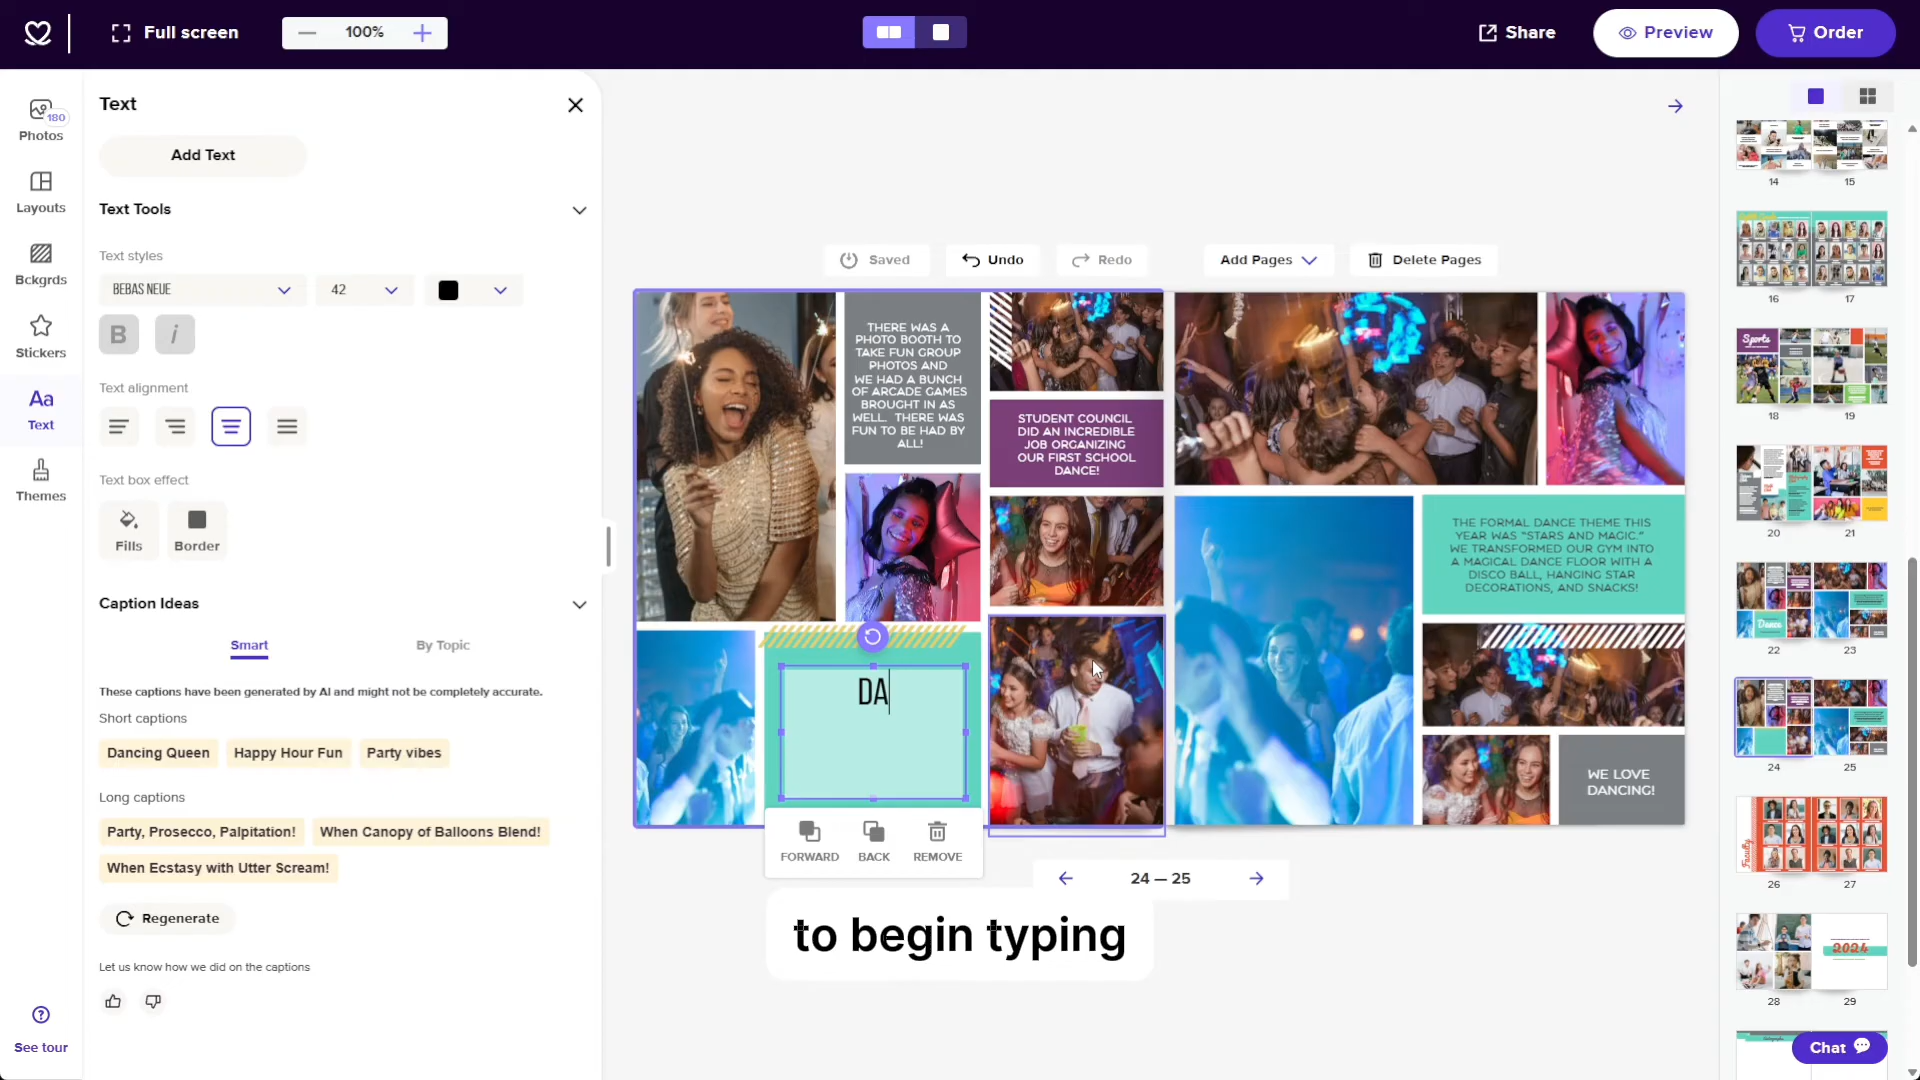 Full screen
100%
Share
Preview
Order
Photos
180
Layouts
Bckgrds
Stickers
Aa
Text
Themes
See tour
Text
Add Text
Text Tools
Text styles
BEBAS NEUE
42
B
i
Text alignment
Text box effect
Fills
Border
Caption Ideas
Smart
By Topic
These captions have been generated by AI and might not be completely accurate.
Short captions
Dancing Queen
Happy Hour Fun
Party vibes
Long captions
Party, Prosecco, Palpitation!
When Canopy of Balloons Blend!
When Ecstasy with Utter Scream!
Regenerate
Let us know how we did on the captions
Saved
Undo
Redo
Add Pages
Delete Pages
THERE WAS A
PHOTO BOOTH TO
TAKE FUN GROUP
PHOTOS AND
WE HAD A BUNCH
OF ARCADE GAMES
BROUGHT IN AS
WELL. THERE WAS
FUN TO BE HAD BY
ALL!
STUDENT COUNCIL
DID AN INCREDIBLE
JOB ORGANIZING
OUR FIRST SCHOOL
DANCE!
DA
FORWARD
BACK
REMOVE
THE FORMAL DANCE THEME THIS
YEAR WAS “STARS AND MAGIC.”
WE TRANSFORMED OUR GYM INTO
A MAGICAL DANCE FLOOR WITH A
DISCO BALL, HANGING STAR
DECORATIONS, AND SNACKS!
WE LOVE
DANCING!
24 — 25
to begin typing
14
15
16
17
Sports
18
19
20
21
Dance
22
23
24
25
Faculty
26
27
2024
28
29
Chat